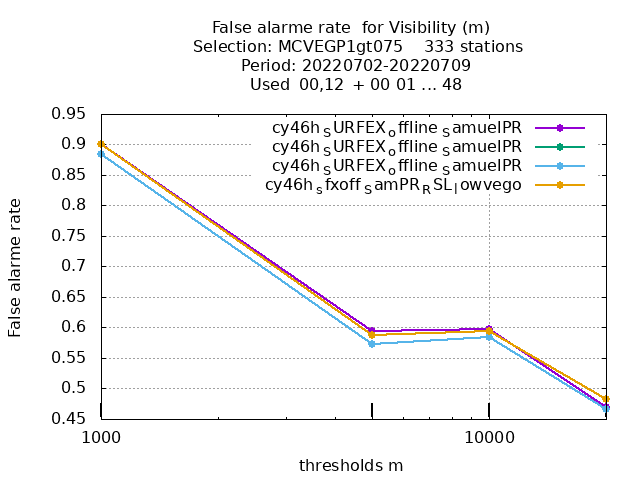 False alarme rate for Visibility (m)
Selection: MCVEGP1gt075 333 stations
Period: 20220702-20220709
Used 00,12 + 00 01 ... 48
cy46h_SURFEX_offline_SamuelPR
cy46h_SURFEX_offline_SamuelPR
cy46h_SURFEX_offline_SamuelPR
cy46h_sfxoff_SamPR_RSL_lowvego
0.95
0.9
0.85
0.8
0.75
0.7
0.65
0.6
0.55
0.5
0.45
False alarme rate
1000
10000
thresholds m